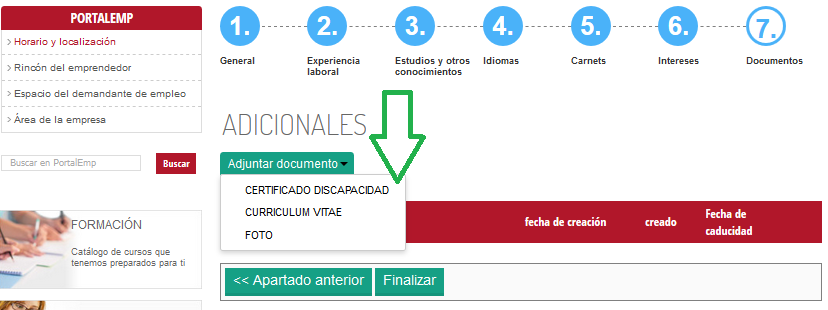 PORTALEMP
Horario y localización
Rincón del emprendedor
Espacio del demandante de empleo
Área de la empresa
Buscar en PortalEmp
Buscar
FORMACIÓN
Catálogo de cursos que
tenemos preparados para ti
1.
General
2.
Experiencia
laboral
3.
Estudios y otros
conocimientos
4.
Idiomas
5.
Carnets
6.
Intereses
7.
Documentos
ADICIONALES
Adjuntar documento
CERTIFICADO DISCAPACIDAD
CURRICULUM VITAE
FOTO
fecha de creación
creado
Fecha de
caducidad
<< Apartado anterior
Finalizar